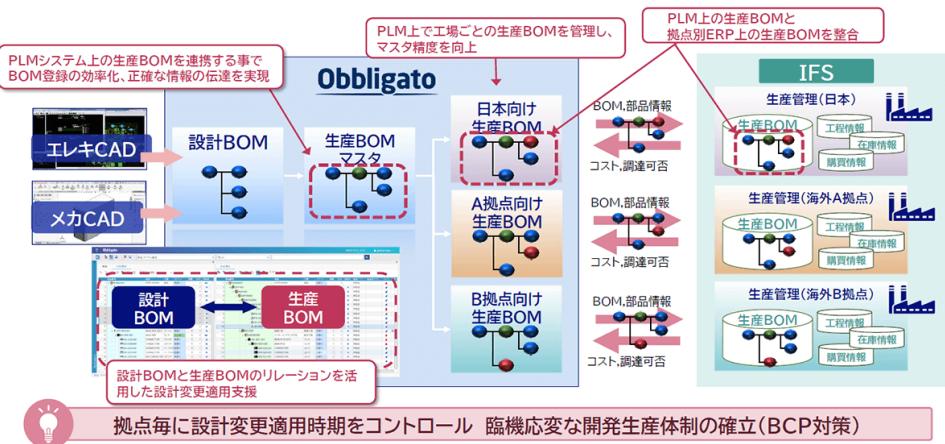 PLM上の生産BOMと
拠点別ERP上の生産BOMを整合
PLM上で工場ごとの生産BOMを管理し、
マスタ精度を向上
PLMシステム上の生産BOMを連携する事で
BOM登録の効率化、正確な情報の伝達を実現
Obbligato
IFS
エレキCAD
メカCAD
設計BOM
生産BOM
マスタ
日本向け
生産BOM
A拠点向け
生産BOM
B拠点向け
生産BOM
BOM,部品情報
コスト,調達可否
BOM,部品情報
コスト,調達可否
BOM,部品情報
コスト,調達可否
生産管理(日本)
生産BOM
工程情報
在庫情報
購買情報
生産管理(海外A拠点)
生産BOM
工程情報
在庫情報
購買情報
生産管理(海外B拠点)
生産BOM
工程情報
在庫情報
購買情報
設計
BOM
生産
BOM
設計BOMと生産BOMのリレーションを活
用した設計変更適用支援
拠点毎に設計変更適用時期をコントロール 臨機応変な開発生産体制の確立(BCP対策)